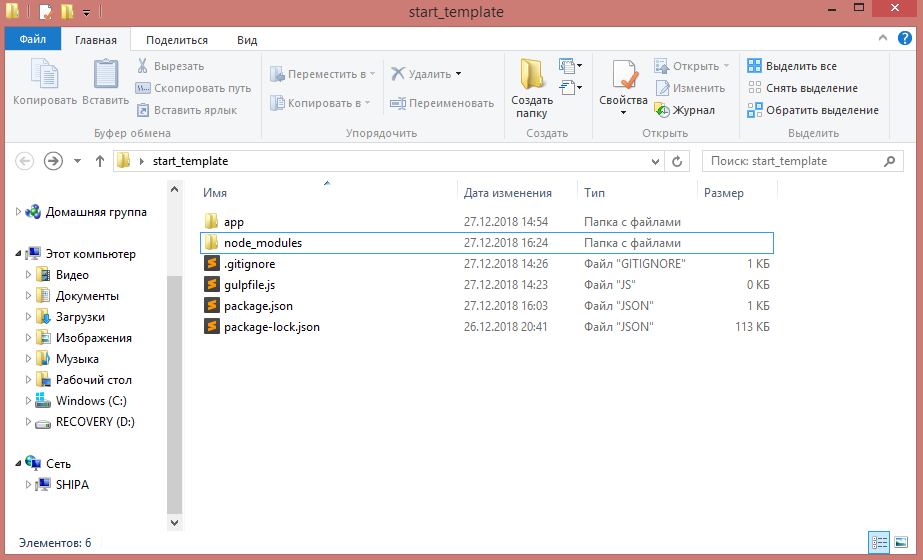 start_template
Файл Главная Поделиться Вид
Копировать Вставить Вырезать Скопировать путь Вставить ярлык
Буфер обмена
Переместить в Копировать в Удалить Переименовать
Упорядочить
Создать папку
Создать
Свойства Открыть Изменить Журнал
Открыть
Выделить все Снять выделение Обратить выделение
Выделить
start_template Поиск: start_template
Домашняя группа
Этот компьютер
Видео
Документы
Загрузки
Изображения
Музыка
Рабочий стол
Windows (C:)
RECOVERY (D:)
Сеть
SHIPA
Имя Дата изменения Тип Размер
app 27.12.2018 14:54 Папка с файлами
node_modules 27.12.2018 16:24 Папка с файлами
.gitignore 27.12.2018 14:26 Файл "GITIGNORE" 1 КБ
gulpfile.js 27.12.2018 14:23 Файл "JS" 0 КБ
package.json 27.12.2018 16:03 Файл "JSON" 1 КБ
package-lock.json 26.12.2018 20:41 Файл "JSON" 113 КБ
Элементов: 6